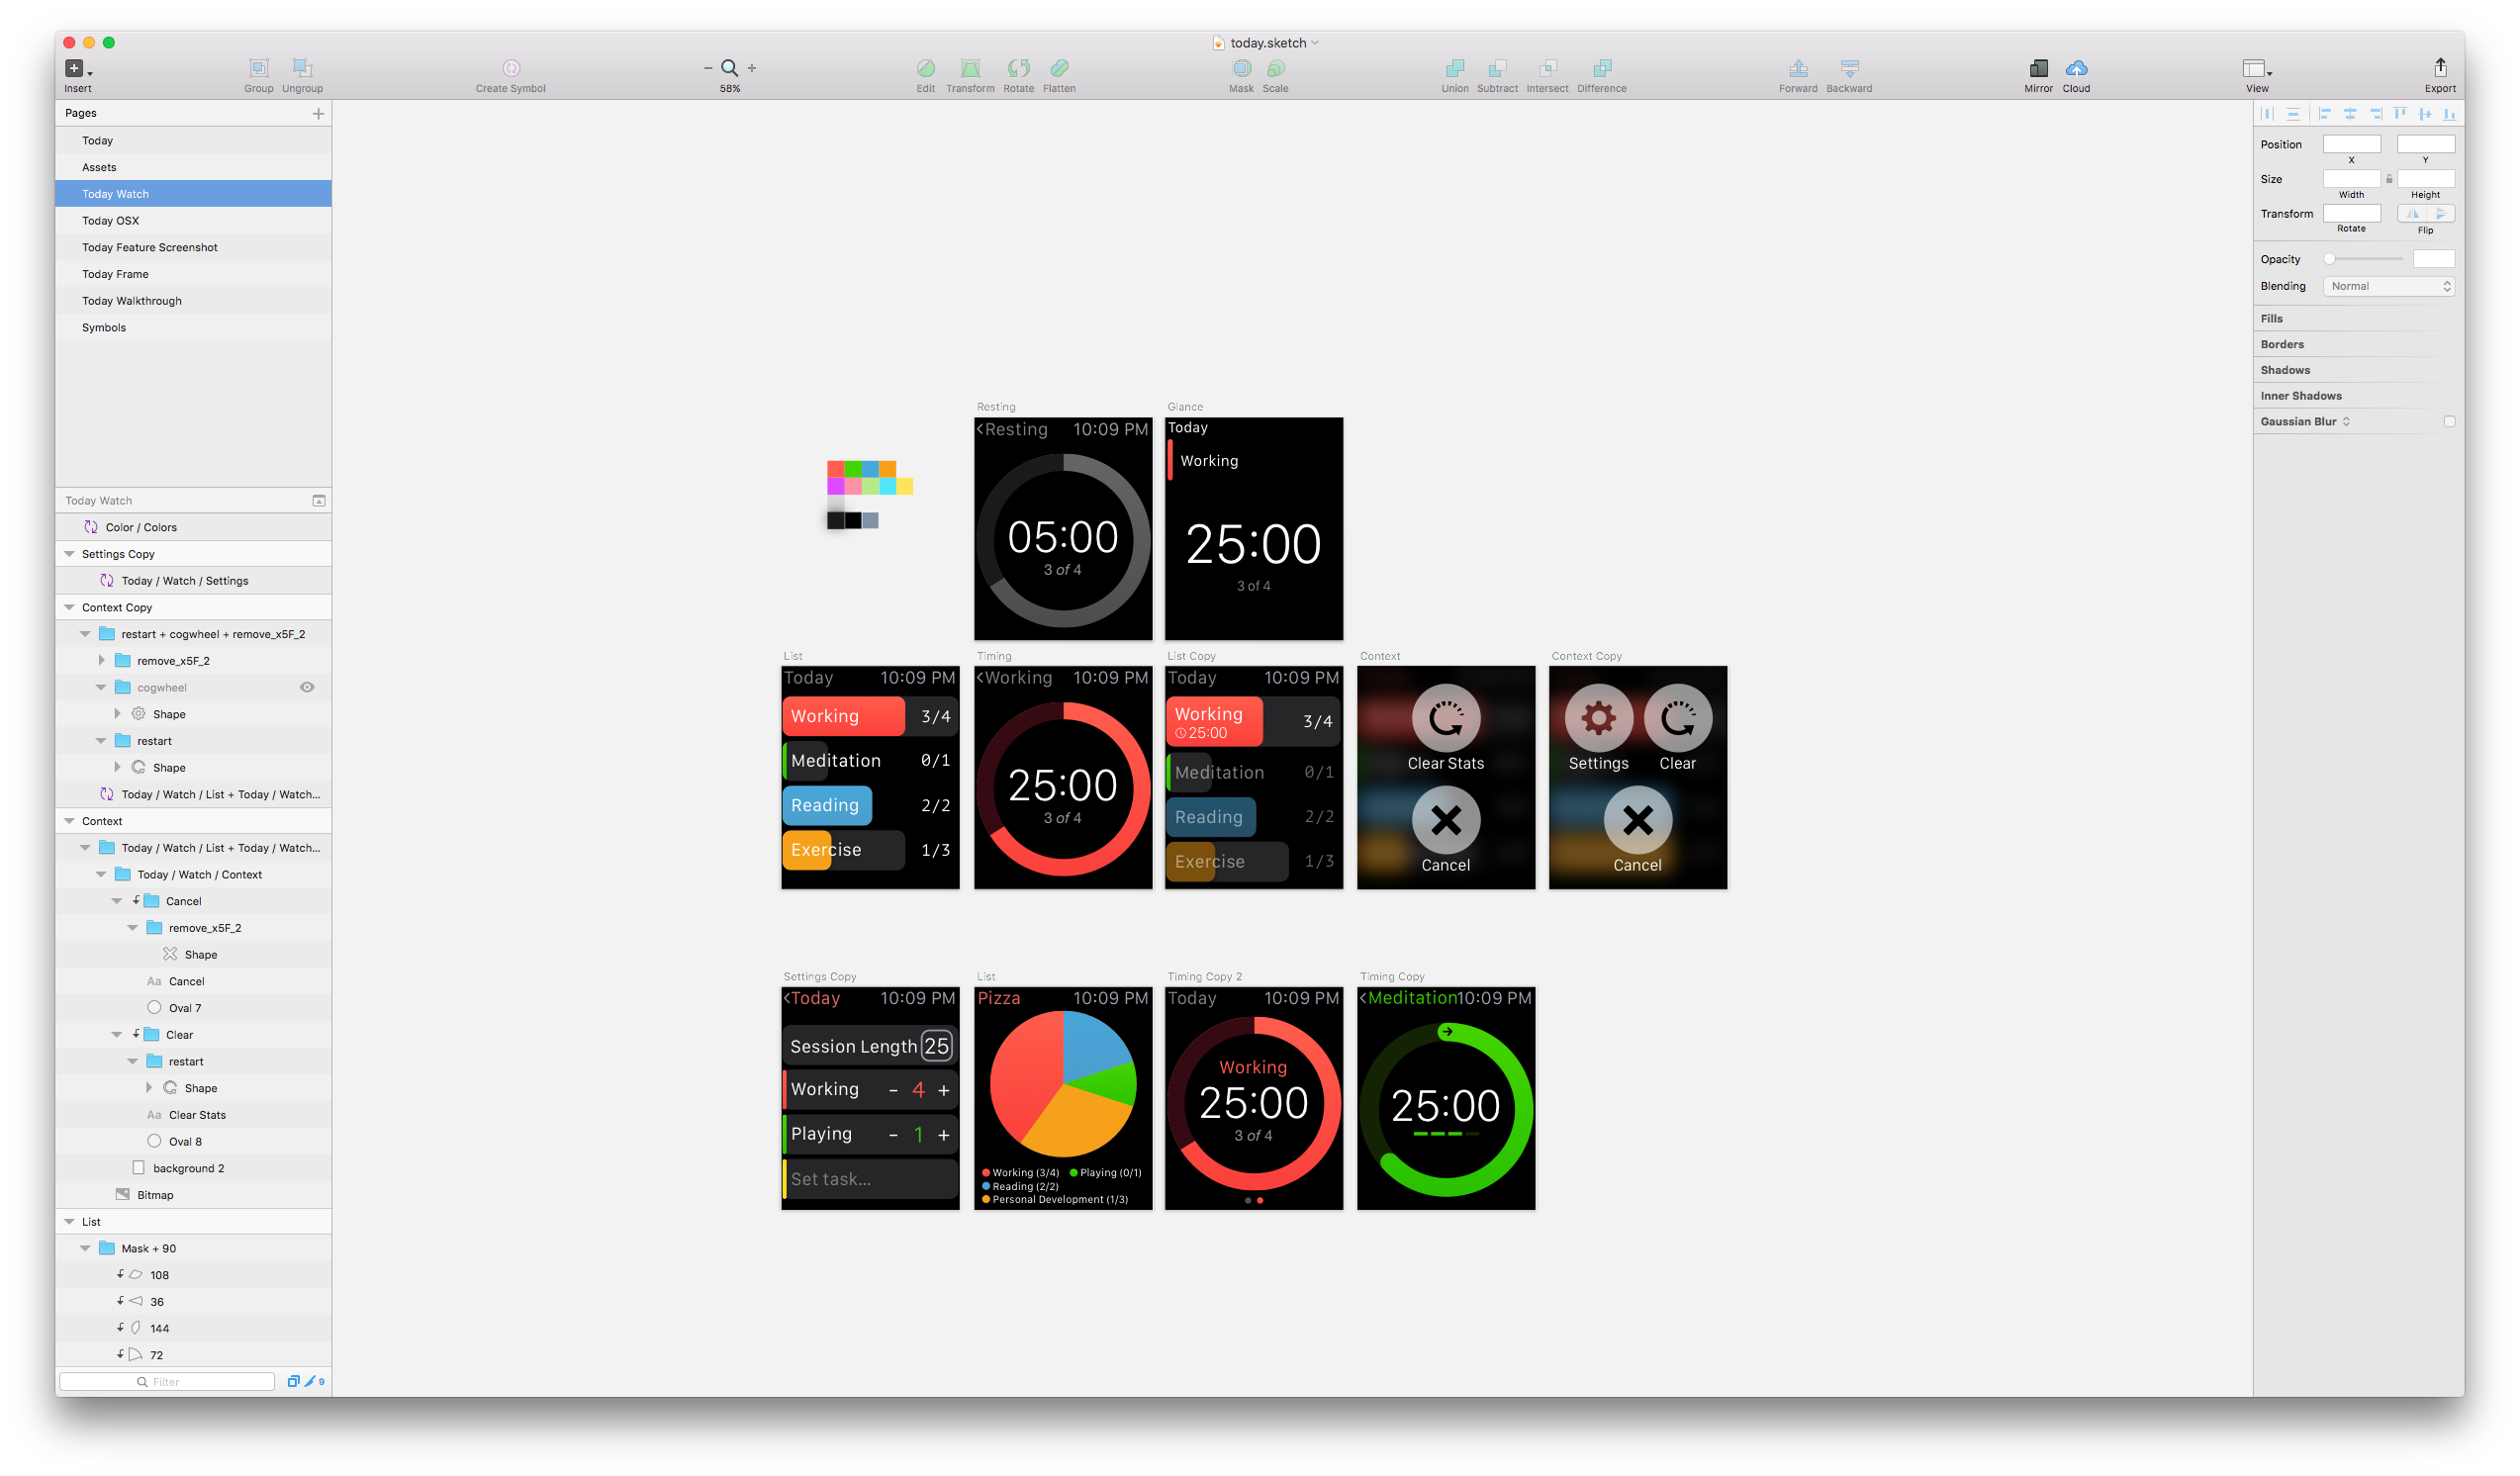 today.sketch
Insert
Group
Ungroup
Create Symbol
58%
Edit
Transform
Rotate
Flatten
Mask
Scale
Union
Subtract
Intersect
Difference
Forward
Backward
Mirror
Cloud
View
Export
Pages
Today
Assets
Today Watch
Today OSX
Today Feature Screenshot
Today Frame
Today Walkthrough
Symbols
Today Watch
Color / Colors
Settings Copy
Today / Watch / Settings
Context Copy
restart + cogwheel + remove_x5F_2
remove_x5F_2
cogwheel
Shape
restart
Shape
Today / Watch / List + Today / Watch...
Context
Today / Watch / List + Today / Watch...
Today / Watch / Context
Cancel
remove_x5F_2
Shape
Aa Cancel
Oval 7
Clear
restart
Shape
Aa Clear Stats
Oval 8
background 2
Bitmap
List
Mask + 90
108
36
144
72
Filter
9
Resting
<Resting 10:09 PM
05:00
3 of 4
Glance
Today
Working
25:00
3 of 4
List
Today 10:09 PM
Working 3/4
Meditation 0/1
Reading 2/2
Exercise 1/3
Timing
<Working 10:09 PM
25:00
3 of 4
List Copy
Today 10:09 PM
Working 3/4
25:00
Meditation 0/1
Reading 2/2
Exercise 1/3
Context
Clear Stats
Cancel
Context Copy
Settings Clear
Cancel
Settings Copy
<Today 10:09 PM
Session Length 25
Working − 4 +
Playing − 1 +
Set task...
List
Pizza 10:09 PM
Working (3/4) Playing (0/1)
Reading (2/2)
Personal Development (1/3)
Timing Copy 2
Today 10:09 PM
Working
25:00
3 of 4
Timing Copy
<Meditation 10:09 PM
25:00
Position
X
Y
Size
Width
Height
Transform
Rotate
Flip
Opacity
Blending Normal
Fills
Borders
Shadows
Inner Shadows
Gaussian Blur